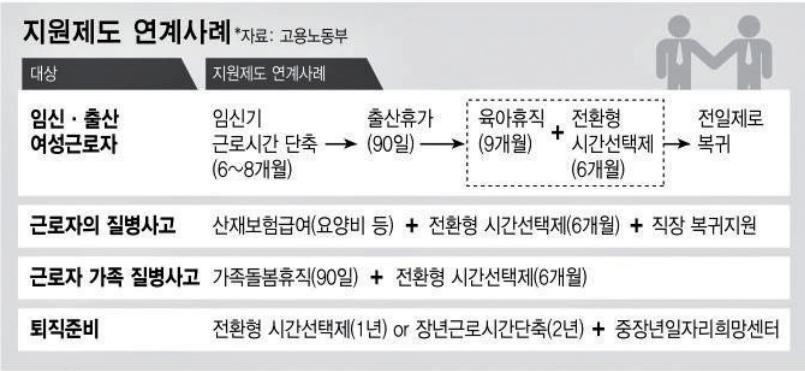 지원제도 연계사례 *자료: 고용노동부
대상
지원제도 연계사례
임신·출산
여성근로자
임신기
근로시간 단축
(6~8개월)
→
출산휴가
(90일)
→
육아휴직
(9개월)
+
전환형
시간선택제
(6개월)
→
전일제로
복귀
근로자의 질병사고
산재보험급여(요양비 등) + 전환형 시간선택제(6개월) + 직장 복귀지원
근로자 가족 질병사고
가족돌봄휴직(90일) + 전환형 시간선택제(6개월)
퇴직준비
전환형 시간선택제(1년) or 장년근로시간단축(2년) + 중장년일자리희망센터